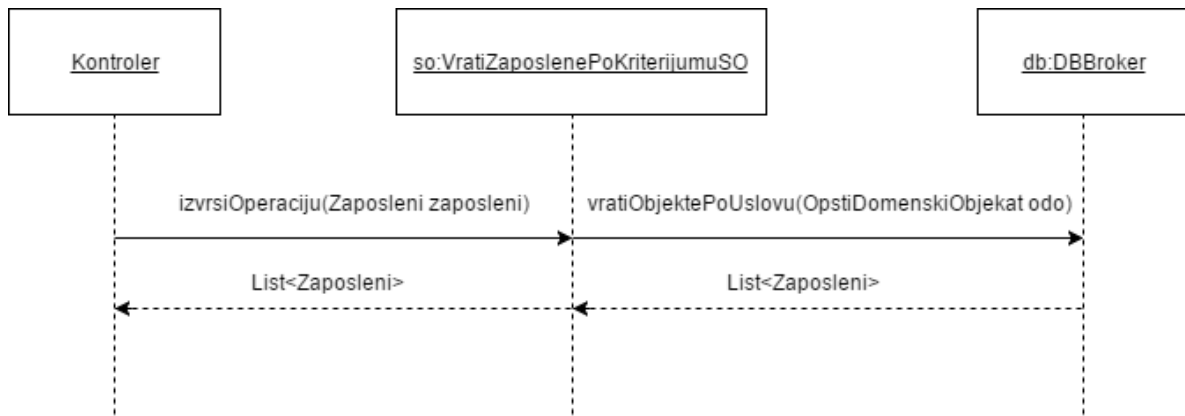 Kontroler
so:VratiZaposlenePoKriterijumuSO
db:DBBroker
izvrsiOperaciju(Zaposleni zaposleni)
vratiObjektePoUslovu(OpstiDomenskiObjekat odo)
List<Zaposleni>
List<Zaposleni>